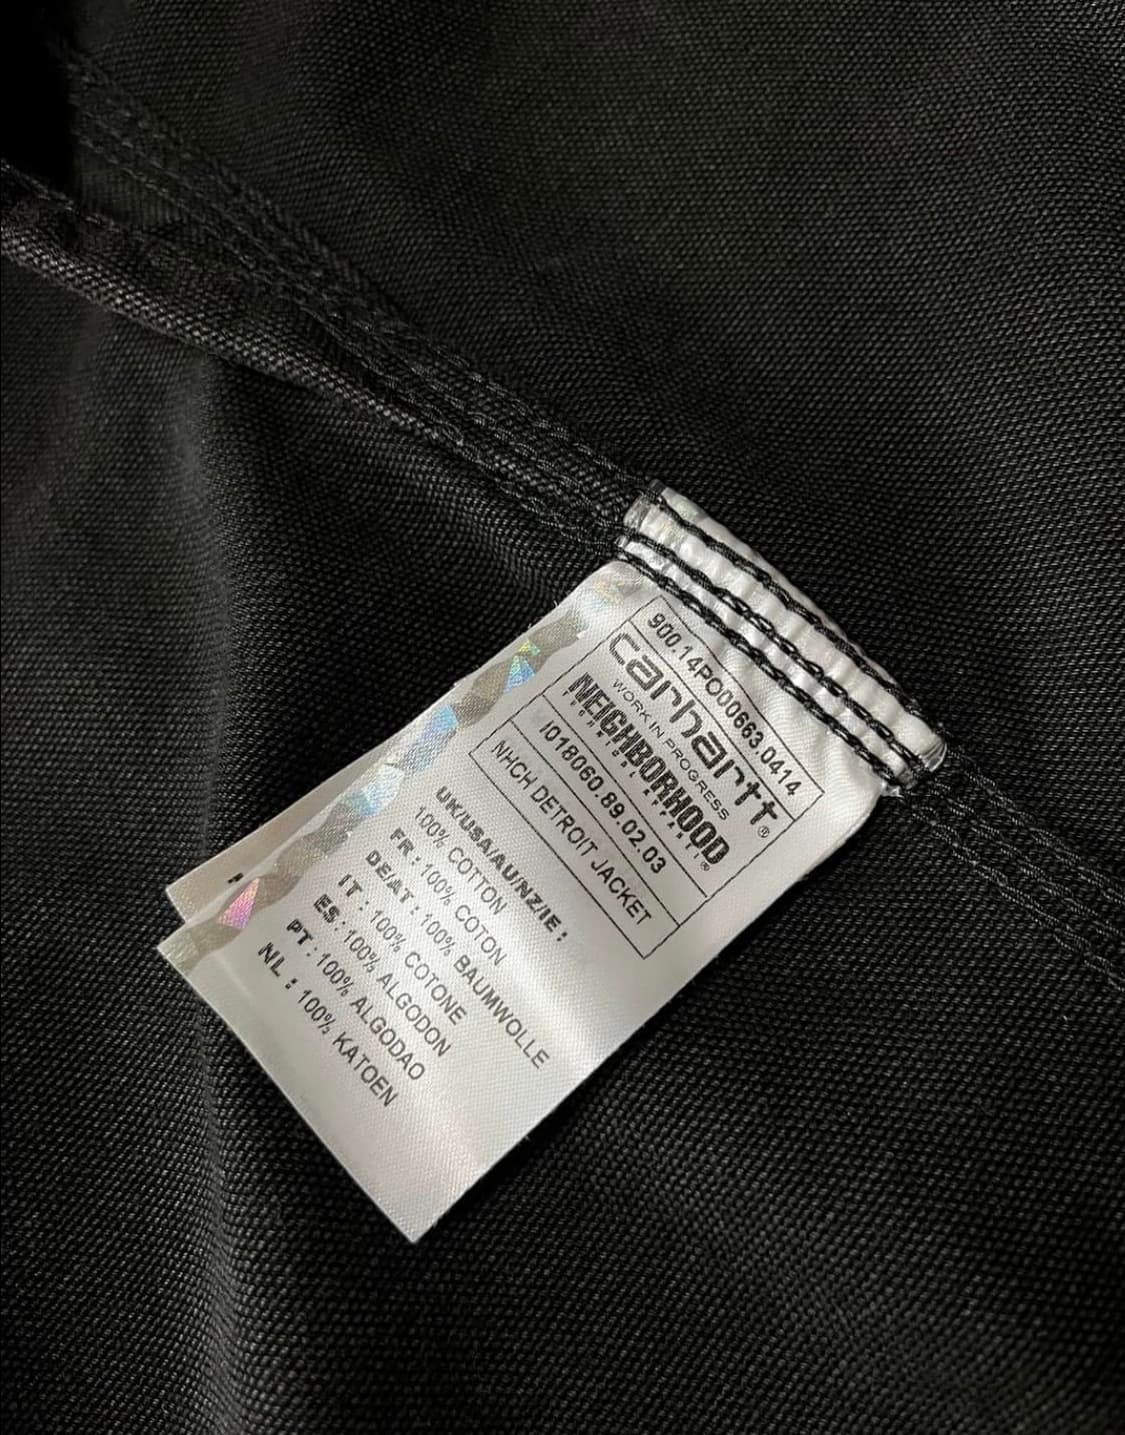 900.14PO00663.0414
carhartt®
WORK IN PROGRESS
NEIGHBORHOOD®
I018060.89.02.03
NHCH DETROIT JACKET
UK/USA/AU/NZ/IE :
100% COTTON
FR : 100% COTON
DE/AT : 100% BAUMWOLLE
IT : 100% COTONE
ES : 100% ALGODON
PT : 100% ALGODAO
NL : 100% KATOEN